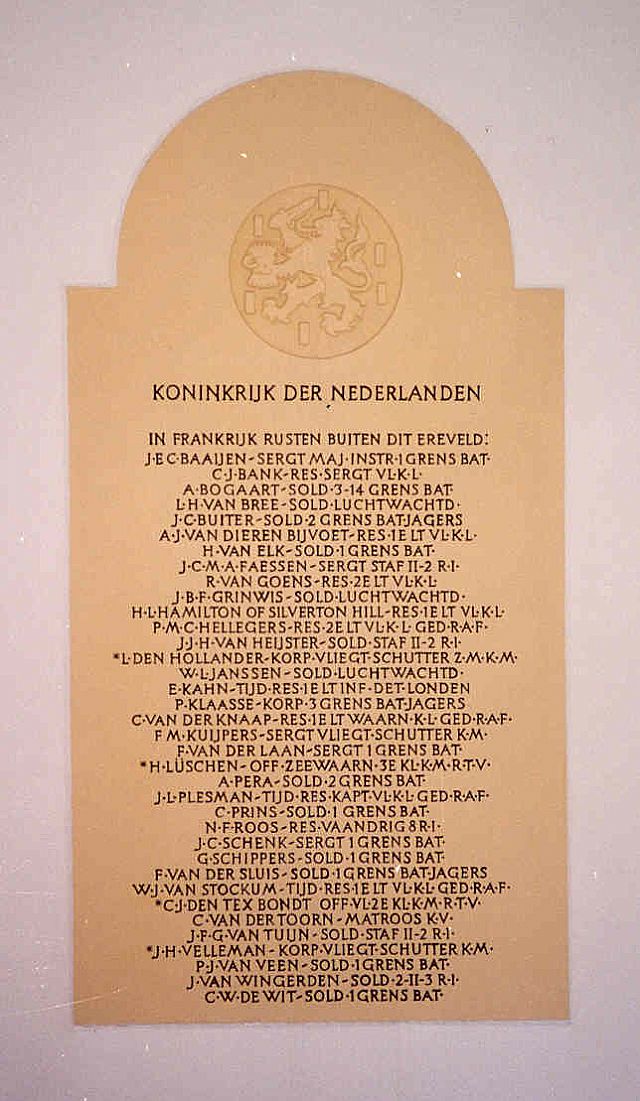 KONINKRIJK DER NEDERLANDEN
IN FRANKRIJK RUSTEN BUITEN DIT EREVELD:
J·E·C·BAAIJEN-SERGT MAJ·INSTR·1 GRENS BAT·
C·J·BANK-RES·SERGT VL·K·L·
A·BOGAART-SOLD·3-14 GRENS BAT·
L·H·VAN BREE-SOLD·LUCHTWACHTD·
J·C·BUITER-SOLD·2 GRENS BAT·JAGERS
A·J·VAN DIEREN BIJVOET-RES·1E LT VL·K·L·
H·VAN ELK-SOLD·1 GRENS BAT·
J·C·M·A·FAESSEN-SERGT STAF II-2 R·I·
R·VAN GOENS-RES·2E LT VL·K·L·
J·B·F·GRINWIS-SOLD·LUCHTWACHTD·
H·L·HAMILTON OF SILVERTON HILL-RES·1E LT VL·K·L·
P·M·C·HELLEGERS-RES·2E LT VL·K·L·GED·R·A·F·
J·J·H·VAN HEIJSTER-SOLD·STAF II-2 R·I·
*L·DEN HOLLANDER-KORP·VLIEGT·SCHUTTER Z·M·K·M·
W·L·JANSSEN-SOLD·LUCHTWACHTD·
E·KAHN-TIJD·RES·1E LT INF·DET·LONDEN
P·KLAASSE-KORP·3 GRENS BAT·JAGERS
C·VAN DER KNAAP-RES·1E LT WAARN·K·L·GED·R·A·F·
F·M·KUIJPERS-SERGT VLIEGT·SCHUTTER K·M·
F·VAN DER LAAN-SERGT 1 GRENS BAT·
*H·LÜSCHEN-OFF·ZEEWAARN·3E KL·K·M·R·T·V·
A·PERA-SOLD·2 GRENS BAT·
J·L·PLESMAN-TIJD·RES·KAPT·VL·K·L·GED·R·A·F·
C·PRINS-SOLD·1 GRENS BAT·
N·F·ROOS-RES·VAANDRIG 8 R·I·
J·C·SCHENK-SERGT 1 GRENS BAT·
G·SCHIPPERS-SOLD·1 GRENS BAT·
F·VAN DER SLUIS-SOLD·1 GRENS BAT·JAGERS
W·J·VAN STOCKUM-TIJD·RES·1E LT VL·K·L·GED·R·A·F·
*C·J·DEN TEX BONDT OFF·VL·2E KL·K·M·R·T·V·
C·VAN DER TOORN-MATROOS K·V·
J·F·G·VAN TUIJN-SOLD·STAF II-2 R·I·
*J·H·VELLEMAN-KORP·VLIEGT·SCHUTTER K·M·
P·J·VAN VEEN-SOLD·1 GRENS BAT·
J·VAN WINGERDEN-SOLD·2-II-3 R·I·
C·W·DE WIT-SOLD·1 GRENS BAT·